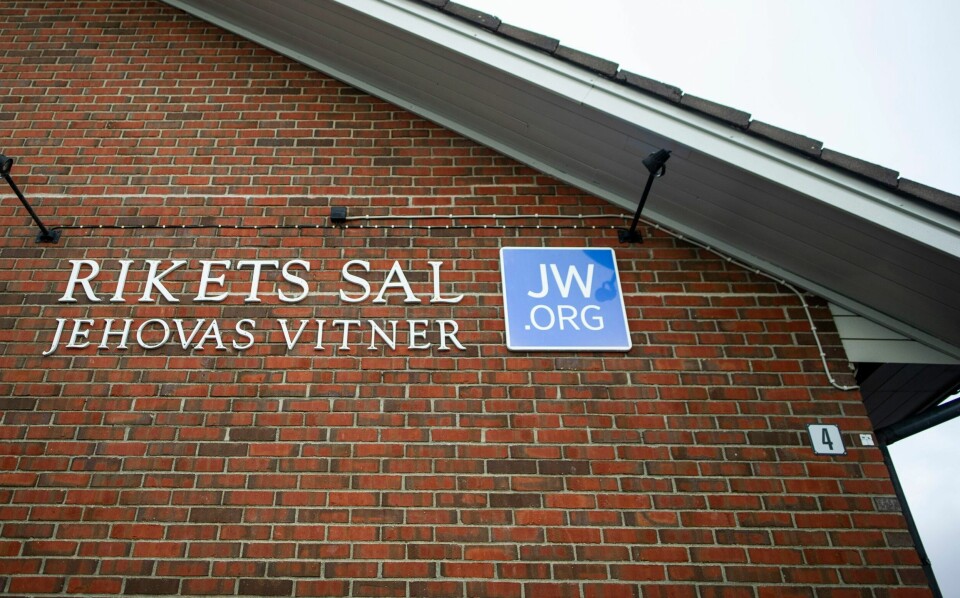 RIKETS SAL
JEHOVAS VITNER
JW
.ORG
4